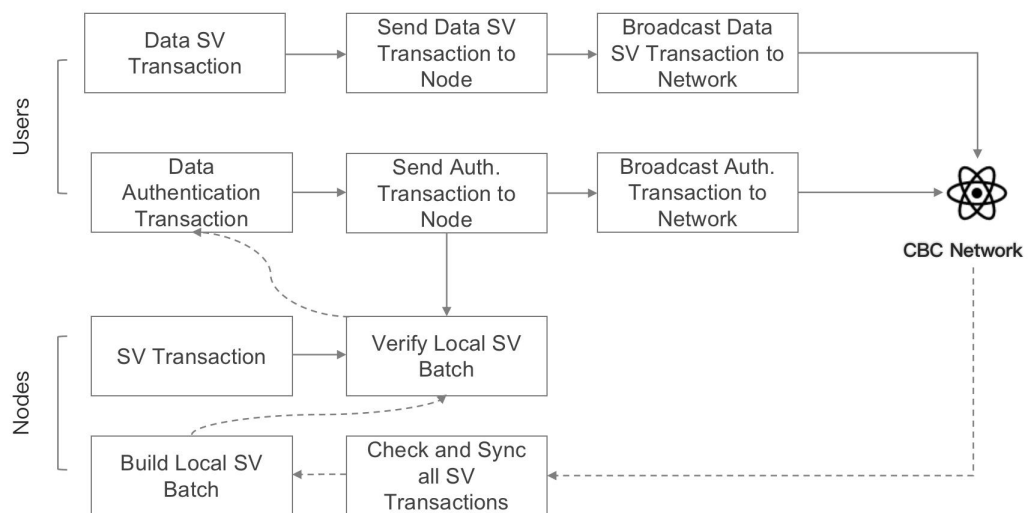 Data SV
Transaction
Send Data SV
Transaction to
Node
Broadcast Data
SV Transaction to
Network
Users
Data
Authentication
Transaction
Send Auth.
Transaction to
Node
Broadcast Auth.
Transaction to
Network
CBC Network
Nodes
SV Transaction
Verify Local SV
Batch
Build Local SV
Batch
Check and Sync
all SV
Transactions